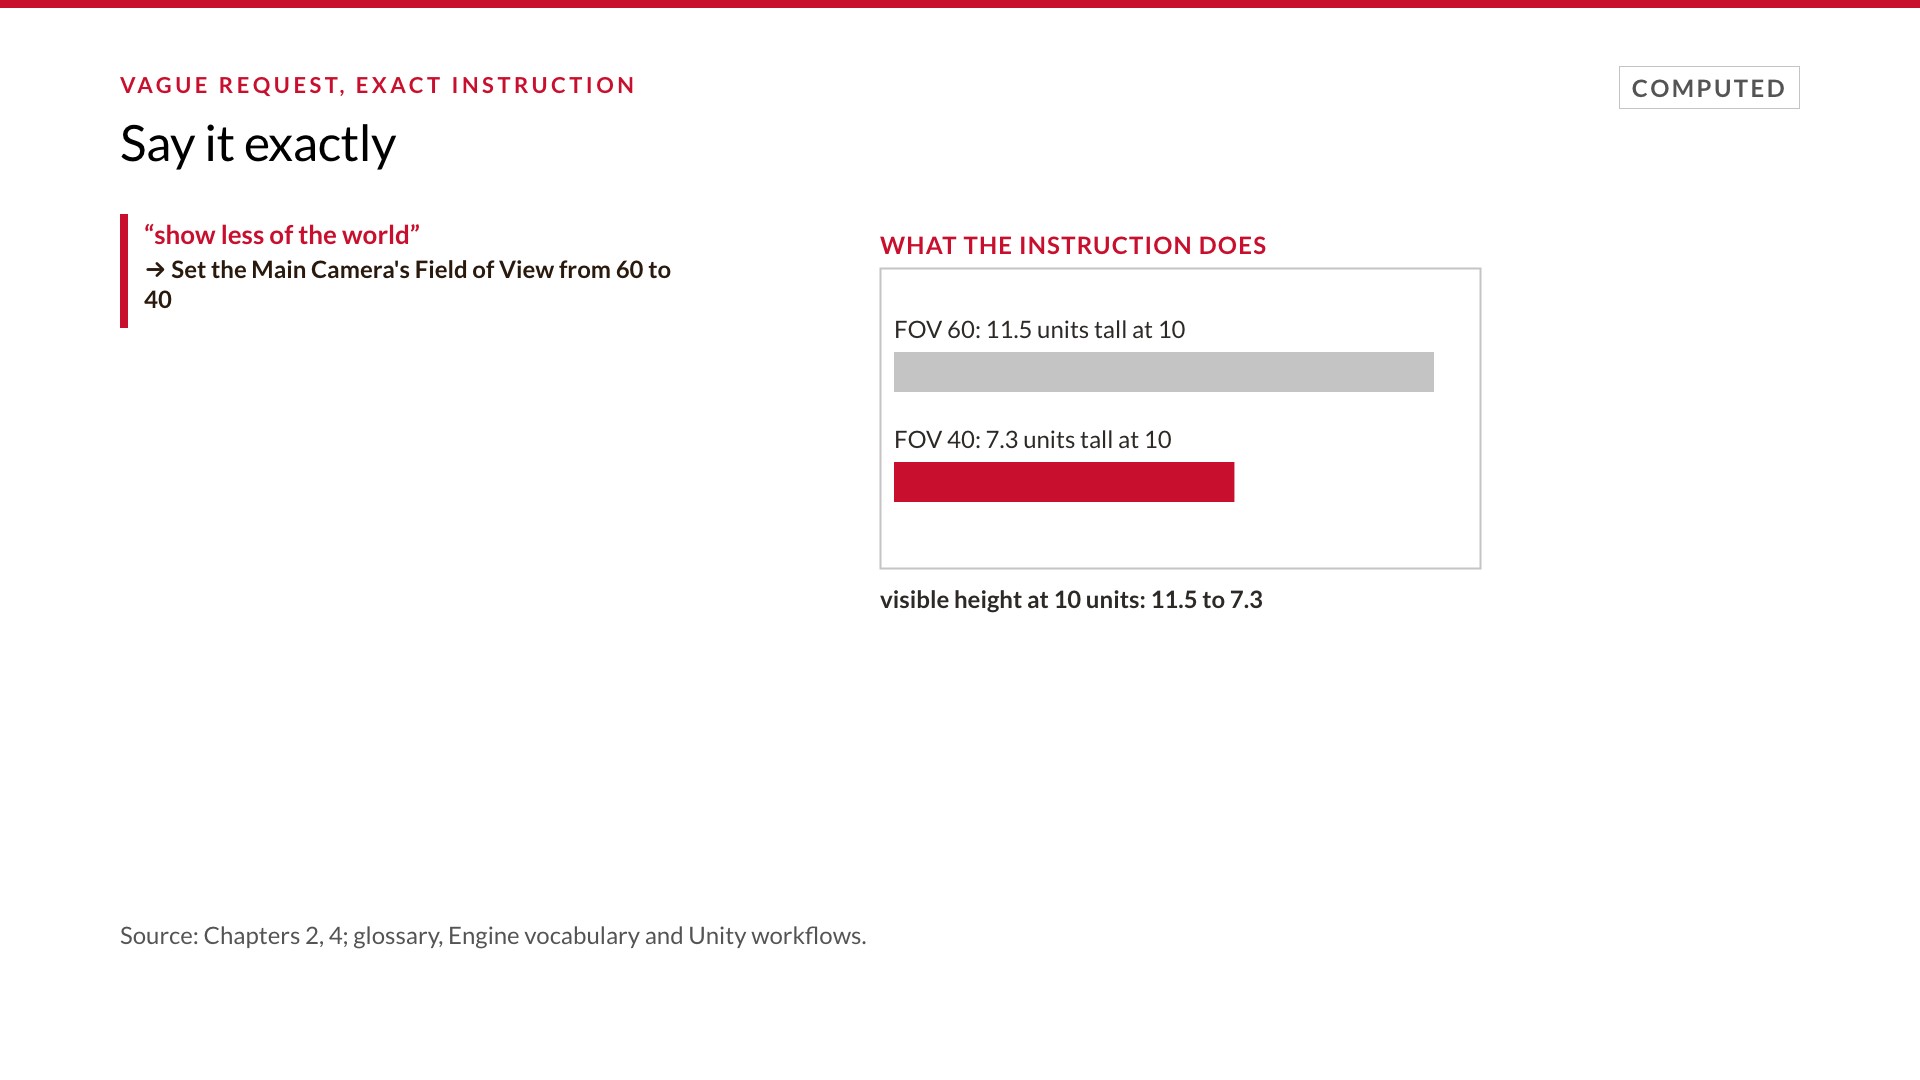 VAGUE REQUEST, EXACT INSTRUCTION
COMPUTED
Say it exactly
“show less of the world”
→ Set the Main Camera's Field of View from 60 to
40
WHAT THE INSTRUCTION DOES
FOV 60: 11.5 units tall at 10
FOV 40: 7.3 units tall at 10
visible height at 10 units: 11.5 to 7.3
Source: Chapters 2, 4; glossary, Engine vocabulary and Unity workflows.